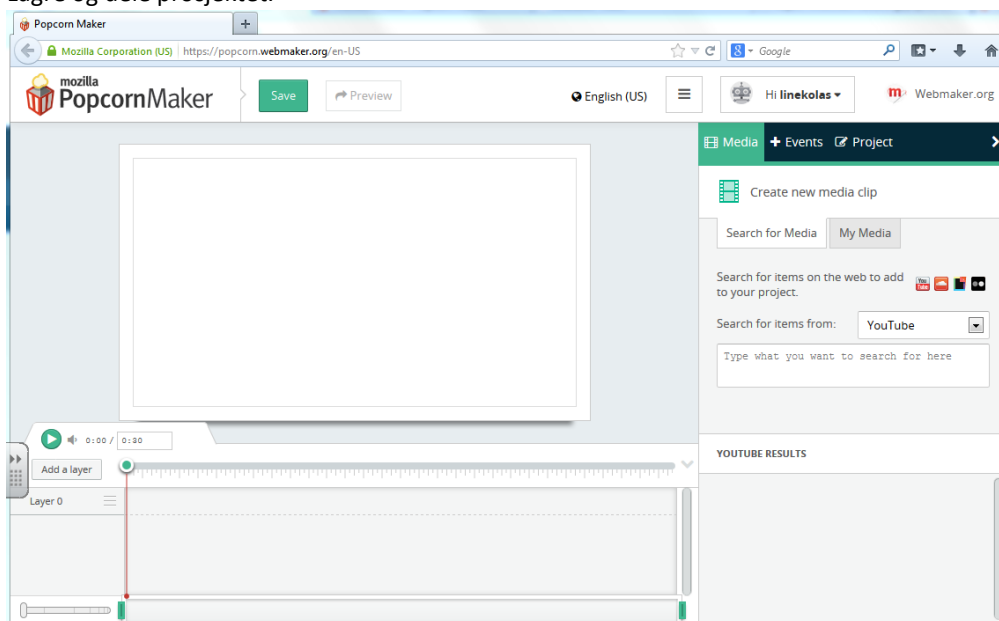 Lagre og dele prosjektet.
Popcorn Maker
Mozilla Corporation (US) https://popcorn.webmaker.org/en-US
Google
mozilla
PopcornMaker
Save
Preview
English (US)
Hi linekolas
Webmaker.org
Media
Events
Project
Create new media clip
Search for Media
My Media
Search for items on the web to add
to your project.
Search for items from:
YouTube
Type what you want to search for here
0:00 / 0:30
Add a layer
YOUTUBE RESULTS
Layer 0